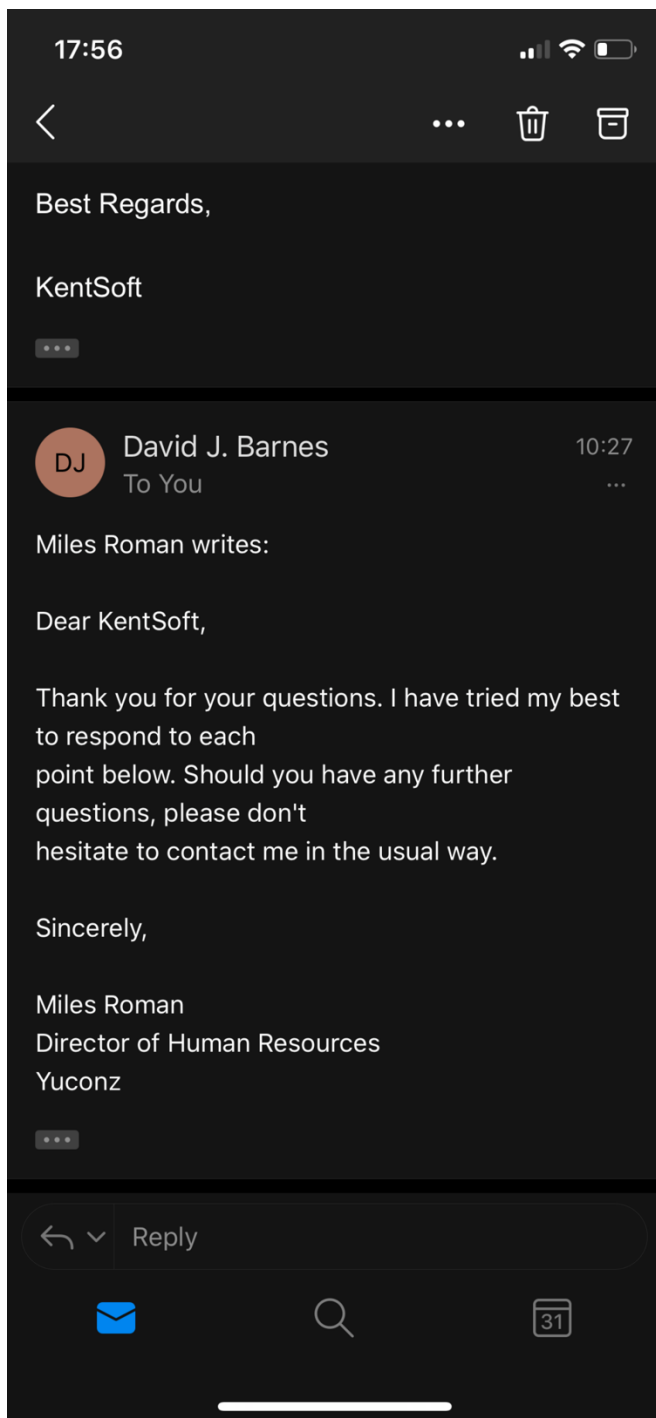 17:56
Best Regards,
KentSoft
DJ
David J. Barnes
10:27
To You
Miles Roman writes:
Dear KentSoft,
Thank you for your questions. I have tried my best
to respond to each
point below. Should you have any further
questions, please don't
hesitate to contact me in the usual way.
Sincerely,
Miles Roman
Director of Human Resources
Yuconz
Reply
31